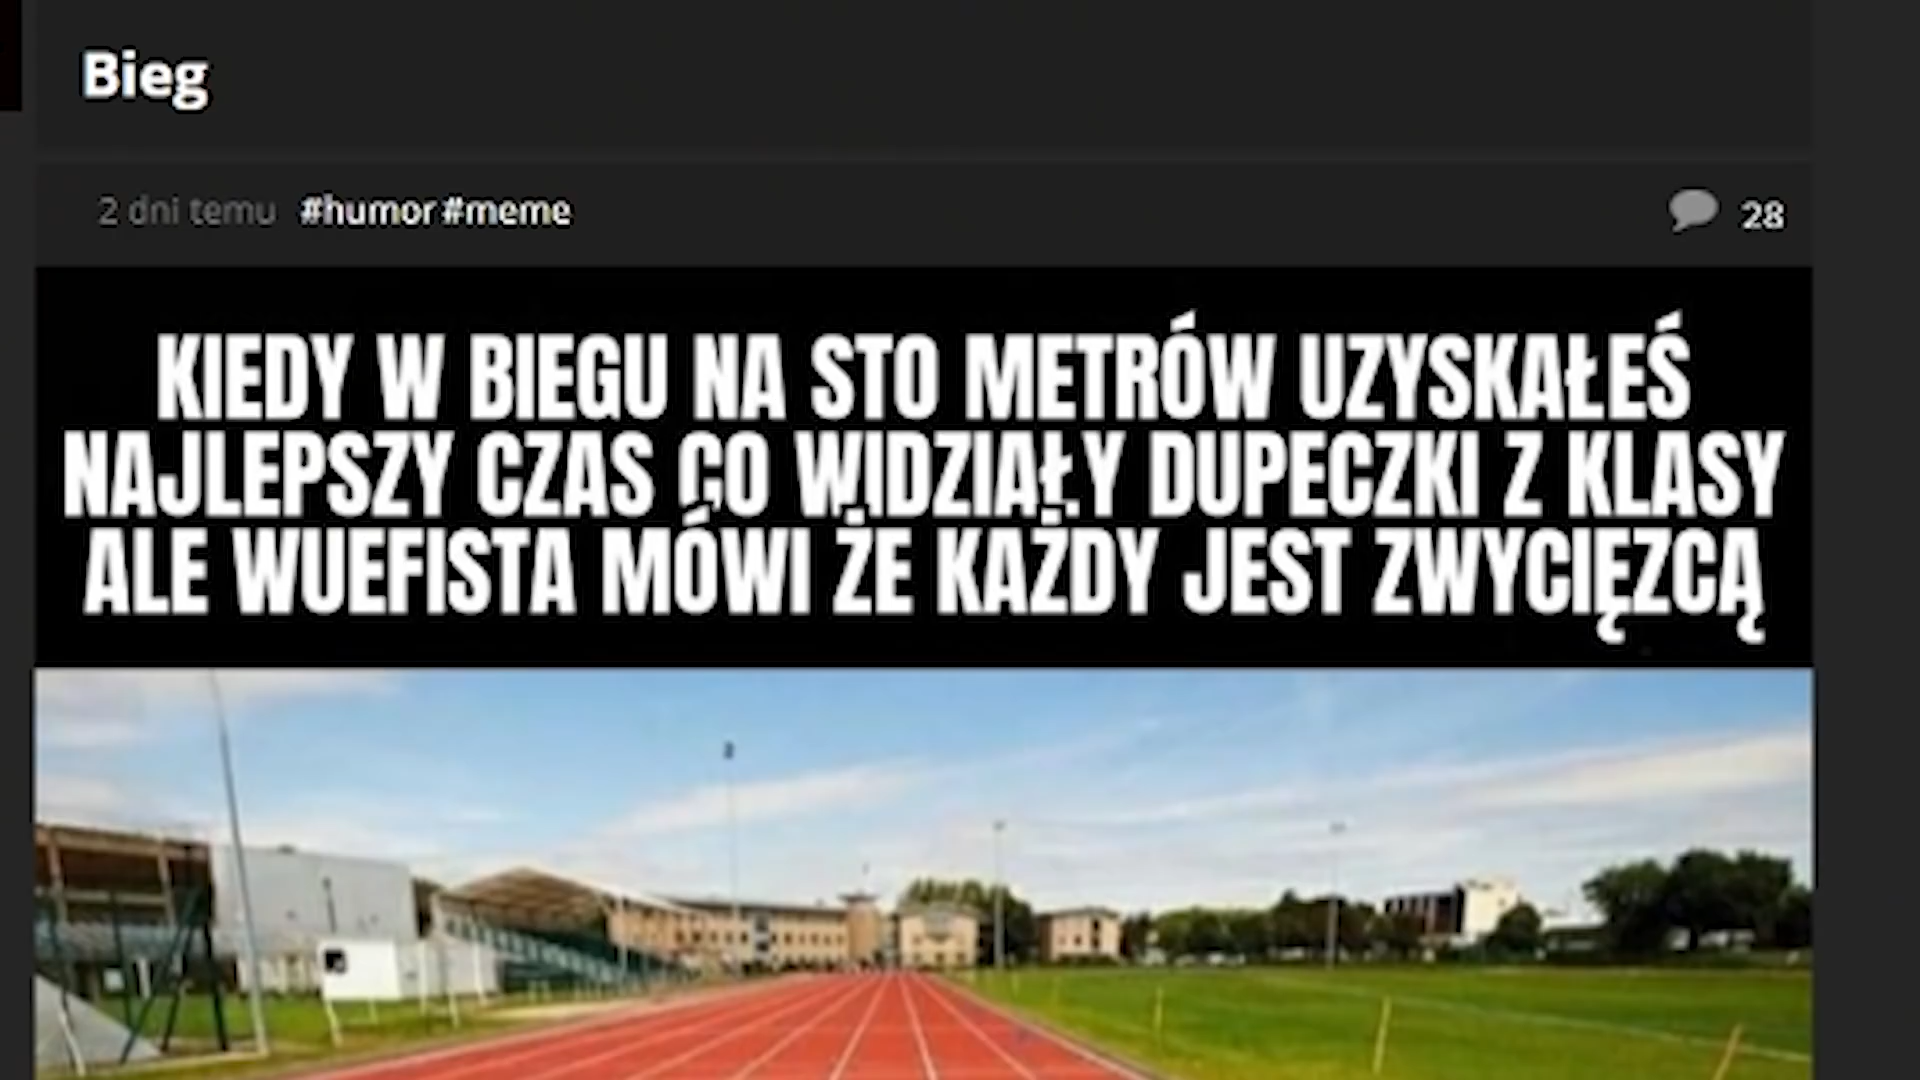 Bieg
2 dni temu #humor #meme 28
KIEDY W BIEGU NA STO METRÓW UZYSKAŁEŚ
NAJLEPSZY CZAS CO WIDZIAŁY DUPECZKI Z KLASY
ALE WUEFISTA MÓWI ŻE KAŻDY JEST ZWYCIĘZCĄ